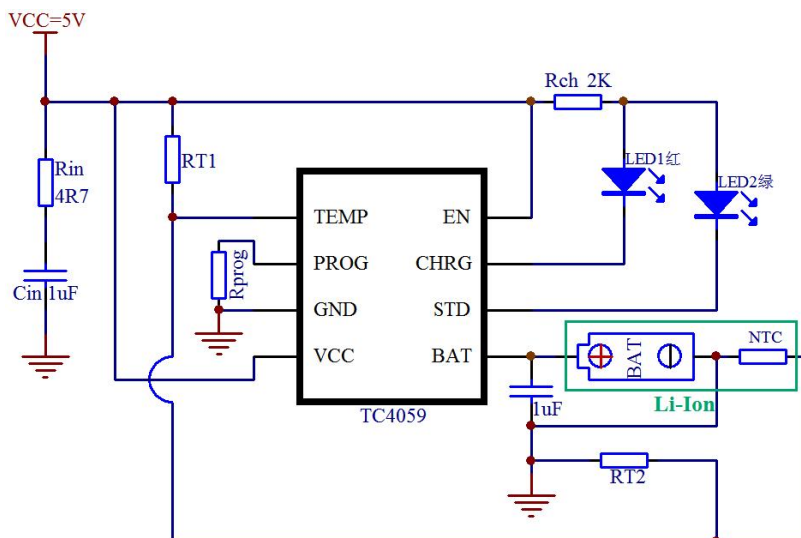 VCC=5V
Rch 2K
Rin
4R7
RT1
LED1红
LED2绿
TEMP
EN
PROG
CHRG
Rprog
GND
STD
Cin 1uF
VCC
BAT
BAT
NTC
1uF
Li-Ion
TC4059
RT2